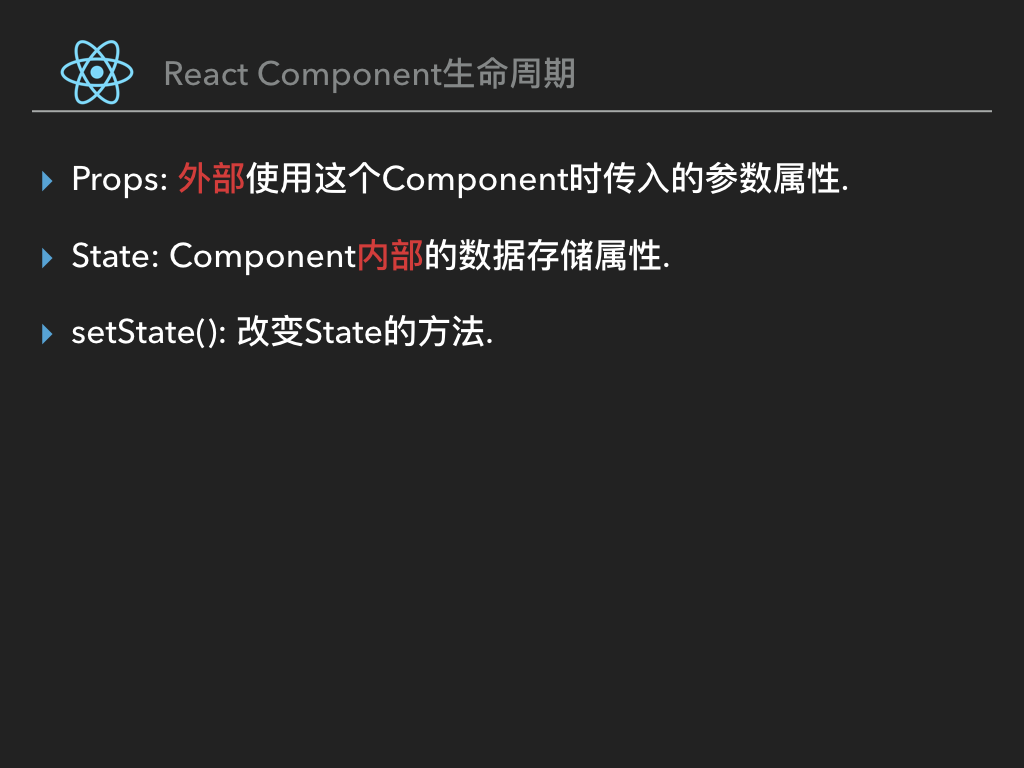 React Component生命周期
Props: 外部使用这个Component时传入的参数属性.
State: Component内部的数据存储属性.
setState(): 改变State的方法.